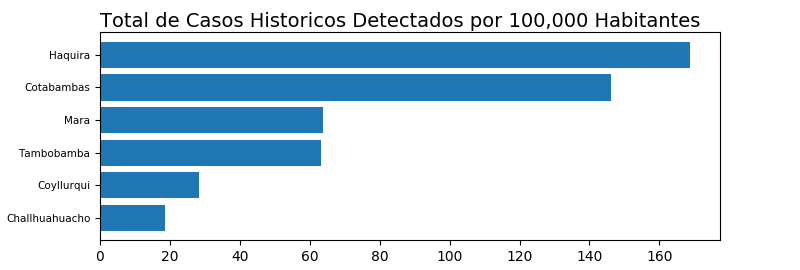 Total de Casos Historicos Detectados por 100,000 Habitantes
Haquira
Cotabambas
Mara
Tambobamba
Coyllurqui
Challhuahuacho
0 20 40 60 80 100 120 140 160